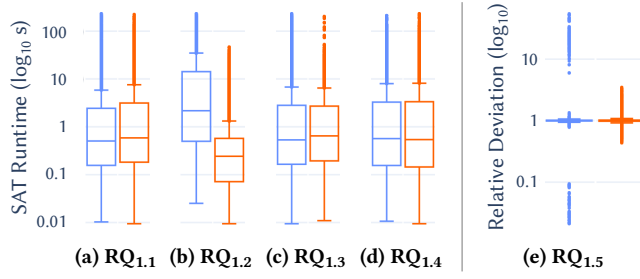 SAT Runtime (log₁₀ s)
100
10
1
0.1
0.01
(a) RQ₁.₁
(b) RQ₁.₂
(c) RQ₁.₃
(d) RQ₁.₄
Relative Deviation (log₁₀)
10
1
0.1
(e) RQ₁.₅